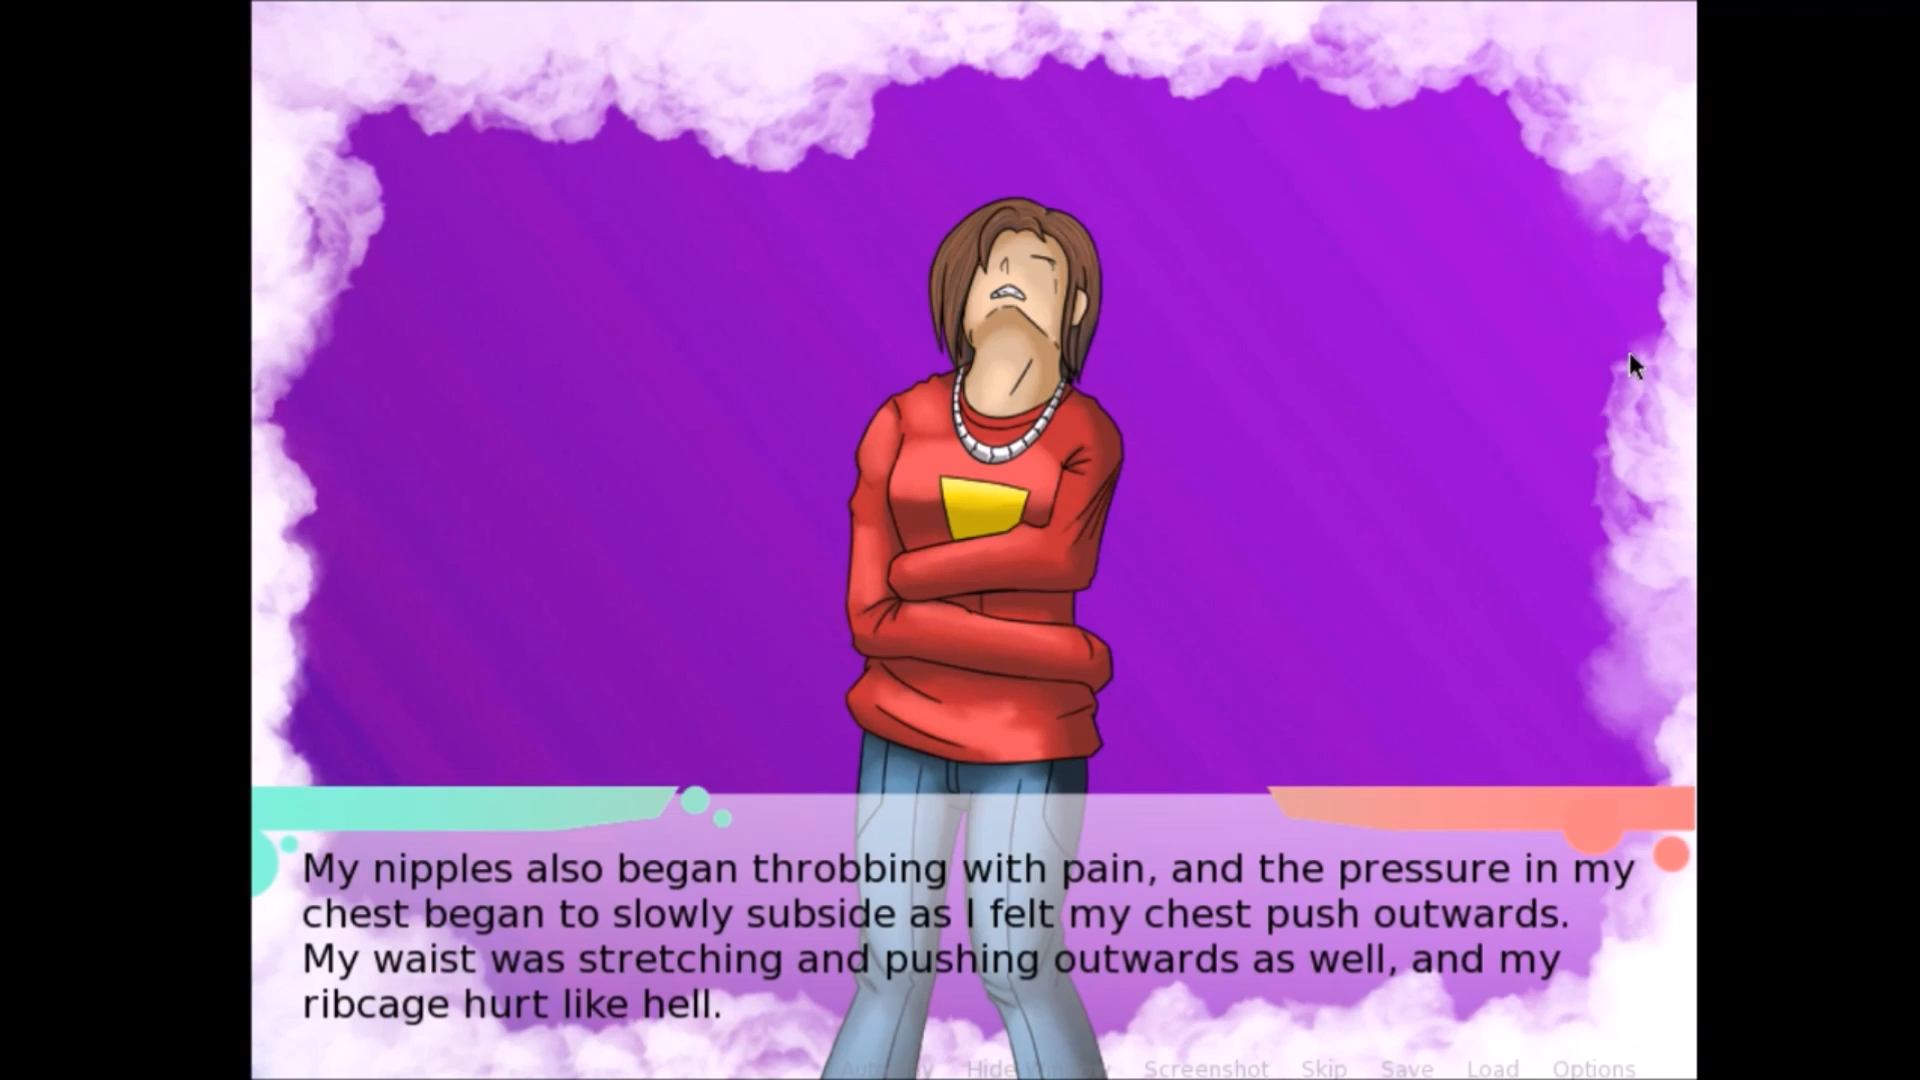 My nipples also began throbbing with pain, and the pressure in my
chest began to slowly subside as I felt my chest push outwards.
My waist was stretching and pushing outwards as well, and my
ribcage hurt like hell.
Hide Screenshot Skip Save Load Options